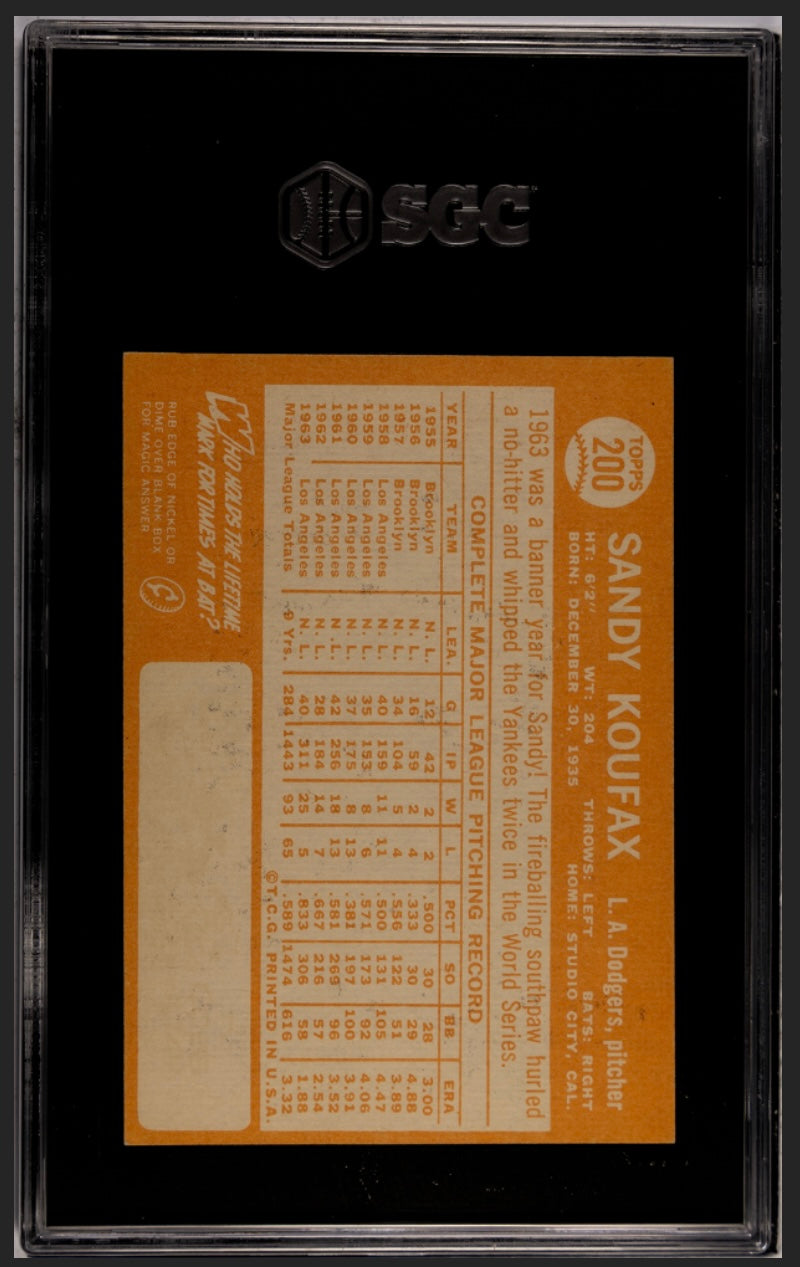 SGC
TOPPS
200
SANDY KOUFAX L. A. Dodgers, pitcher
HT: 6'2" WT: 204 THROWS: LEFT BATS: RIGHT
BORN: DECEMBER 30, 1935 HOME: STUDIO CITY, CAL.
1963 was a banner year for Sandy! The fireballing southpaw hurled
a no-hitter and whipped the Yankees twice in the World Series.
COMPLETE MAJOR LEAGUE PITCHING RECORD
YEAR TEAM LEA. G IP W L PCT SO BB ERA
1955 Brooklyn N. L. 12 42 2 2 .500 30 28 3.00
1956 Brooklyn N. L. 16 59 2 4 .333 30 29 4.88
1957 Brooklyn N. L. 34 104 5 4 .556 122 51 3.89
1958 Los Angeles N. L. 40 159 11 11 .500 131 105 4.47
1959 Los Angeles N. L. 35 153 8 6 .571 173 92 4.06
1960 Los Angeles N. L. 37 175 8 13 .381 197 100 3.91
1961 Los Angeles N. L. 42 256 18 13 .581 269 96 3.52
1962 Los Angeles N. L. 28 184 14 7 .667 216 57 2.54
1963 Los Angeles N. L. 40 311 25 5 .833 306 58 1.88
Major League Totals 9 Yrs. 284 1443 93 65 .589 1474 616 3.32
©T.C.G. PRINTED IN U.S.A.
WHO HOLDS THE LIFETIME
MARK FOR TIMES AT BAT?
RUB EDGE OF NICKEL OR
DIME OVER BLANK BOX
FOR MAGIC ANSWER